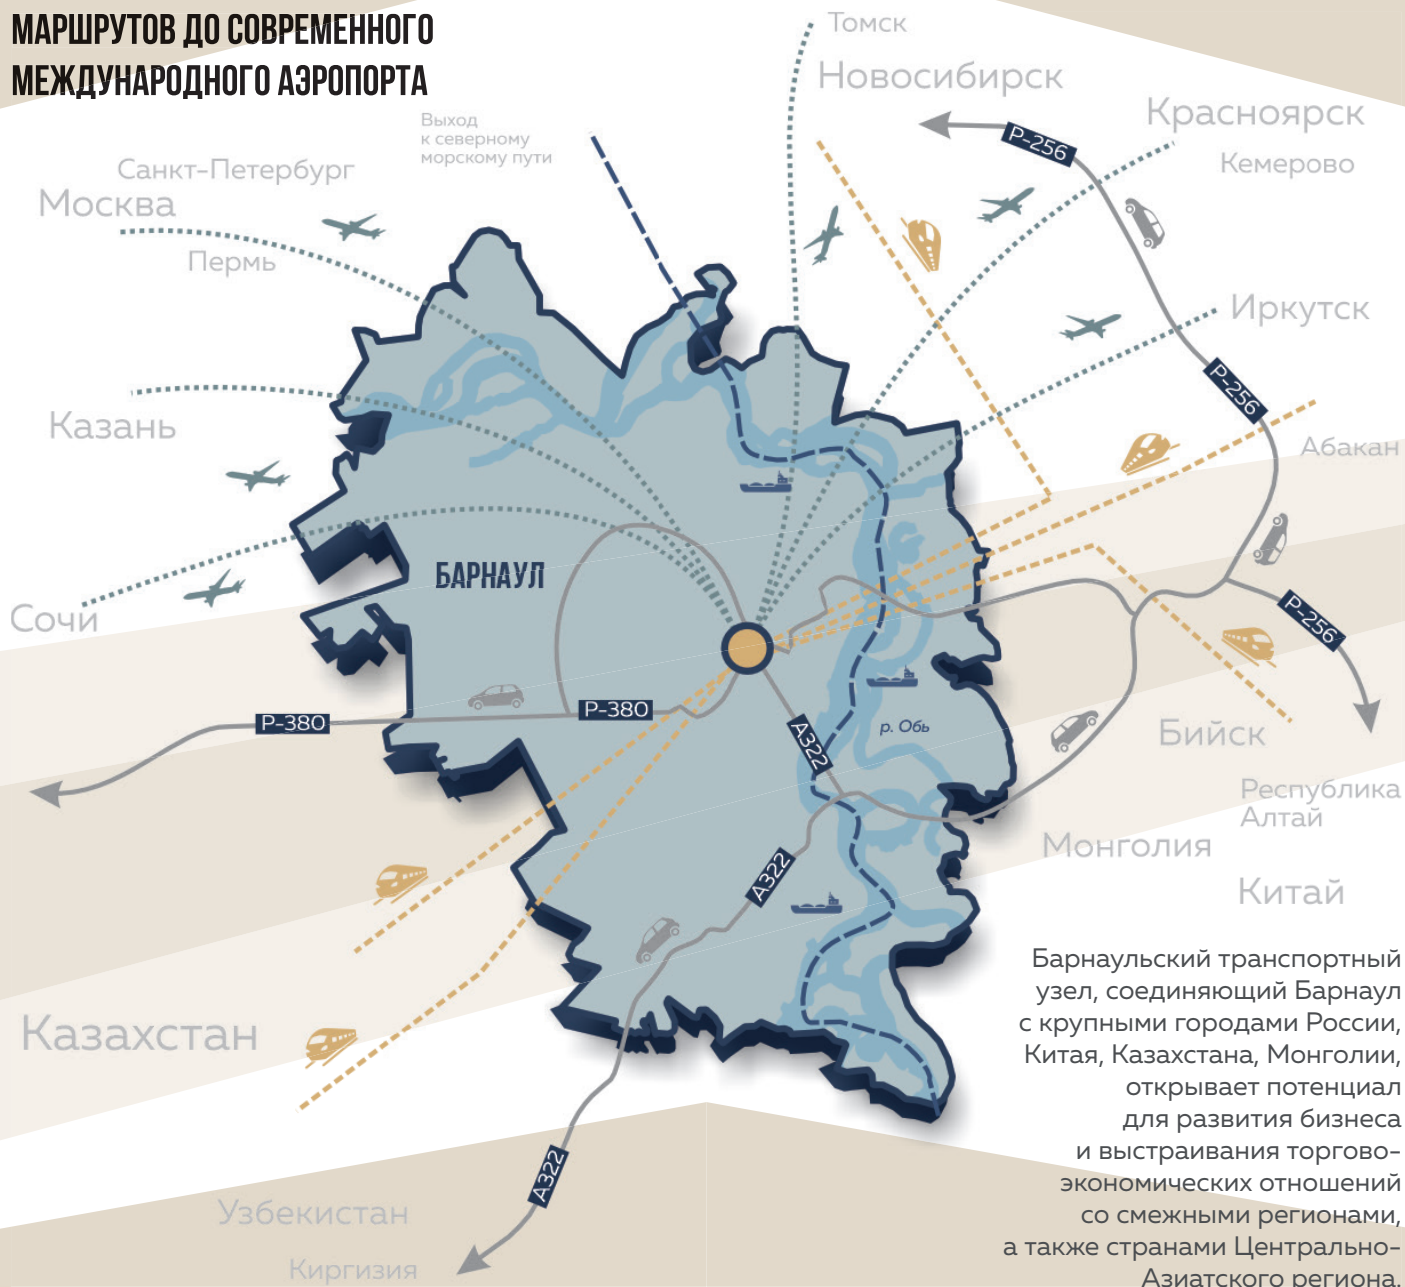 МАРШРУТОВ ДО СОВРЕМЕННОГО
МЕЖДУНАРОДНОГО АЭРОПОРТА
Томск
Новосибирск
Выход
к северному
морскому пути
Красноярск
Р-256
Кемерово
Санкт-Петербург
Москва
Пермь
Иркутск
Р-256
Казань
Абакан
БАРНАУЛ
Сочи
Р-256
Р-380
Р-380
А322
р. Обь
Бийск
Республика
Алтай
Монголия
А322
Китай
Казахстан
Барнаульский транспортный
узел, соединяющий Барнаул
с крупными городами России,
Китая, Казахстана, Монголии,
открывает потенциал
для развития бизнеса
и выстраивания торгово-
экономических отношений
со смежными регионами,
а также странами Центрально-
Азиатского региона.
А322
Узбекистан
Киргизия